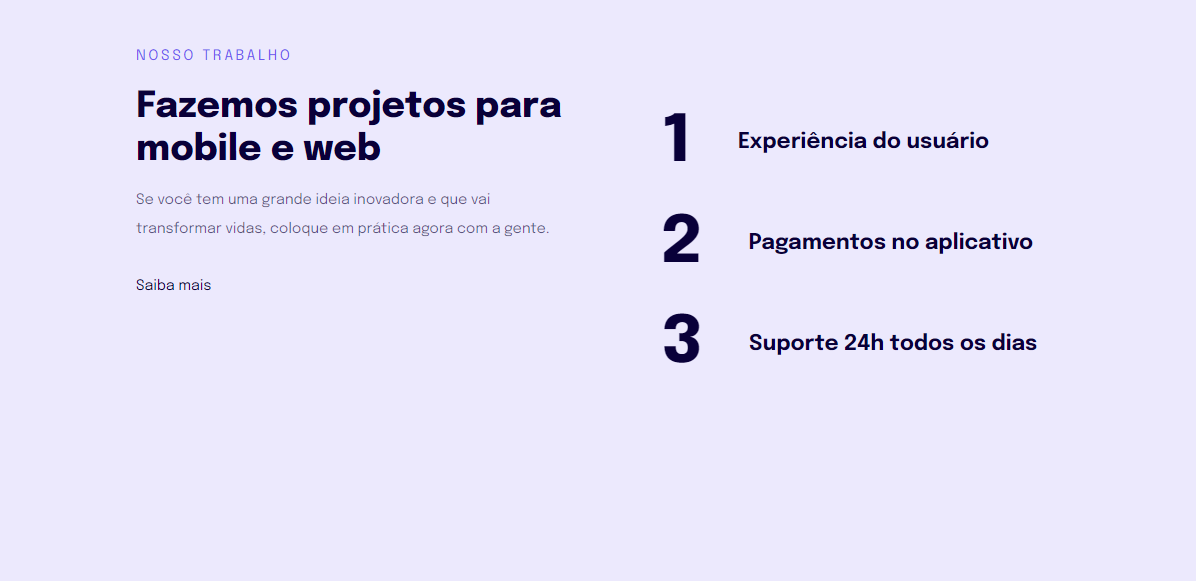 NOSSO TRABALHO
Fazemos projetos para
mobile e web
Se você tem uma grande ideia inovadora e que vai
transformar vidas, coloque em prática agora com a gente.
Saiba mais
1 Experiência do usuário
2 Pagamentos no aplicativo
3 Suporte 24h todos os dias